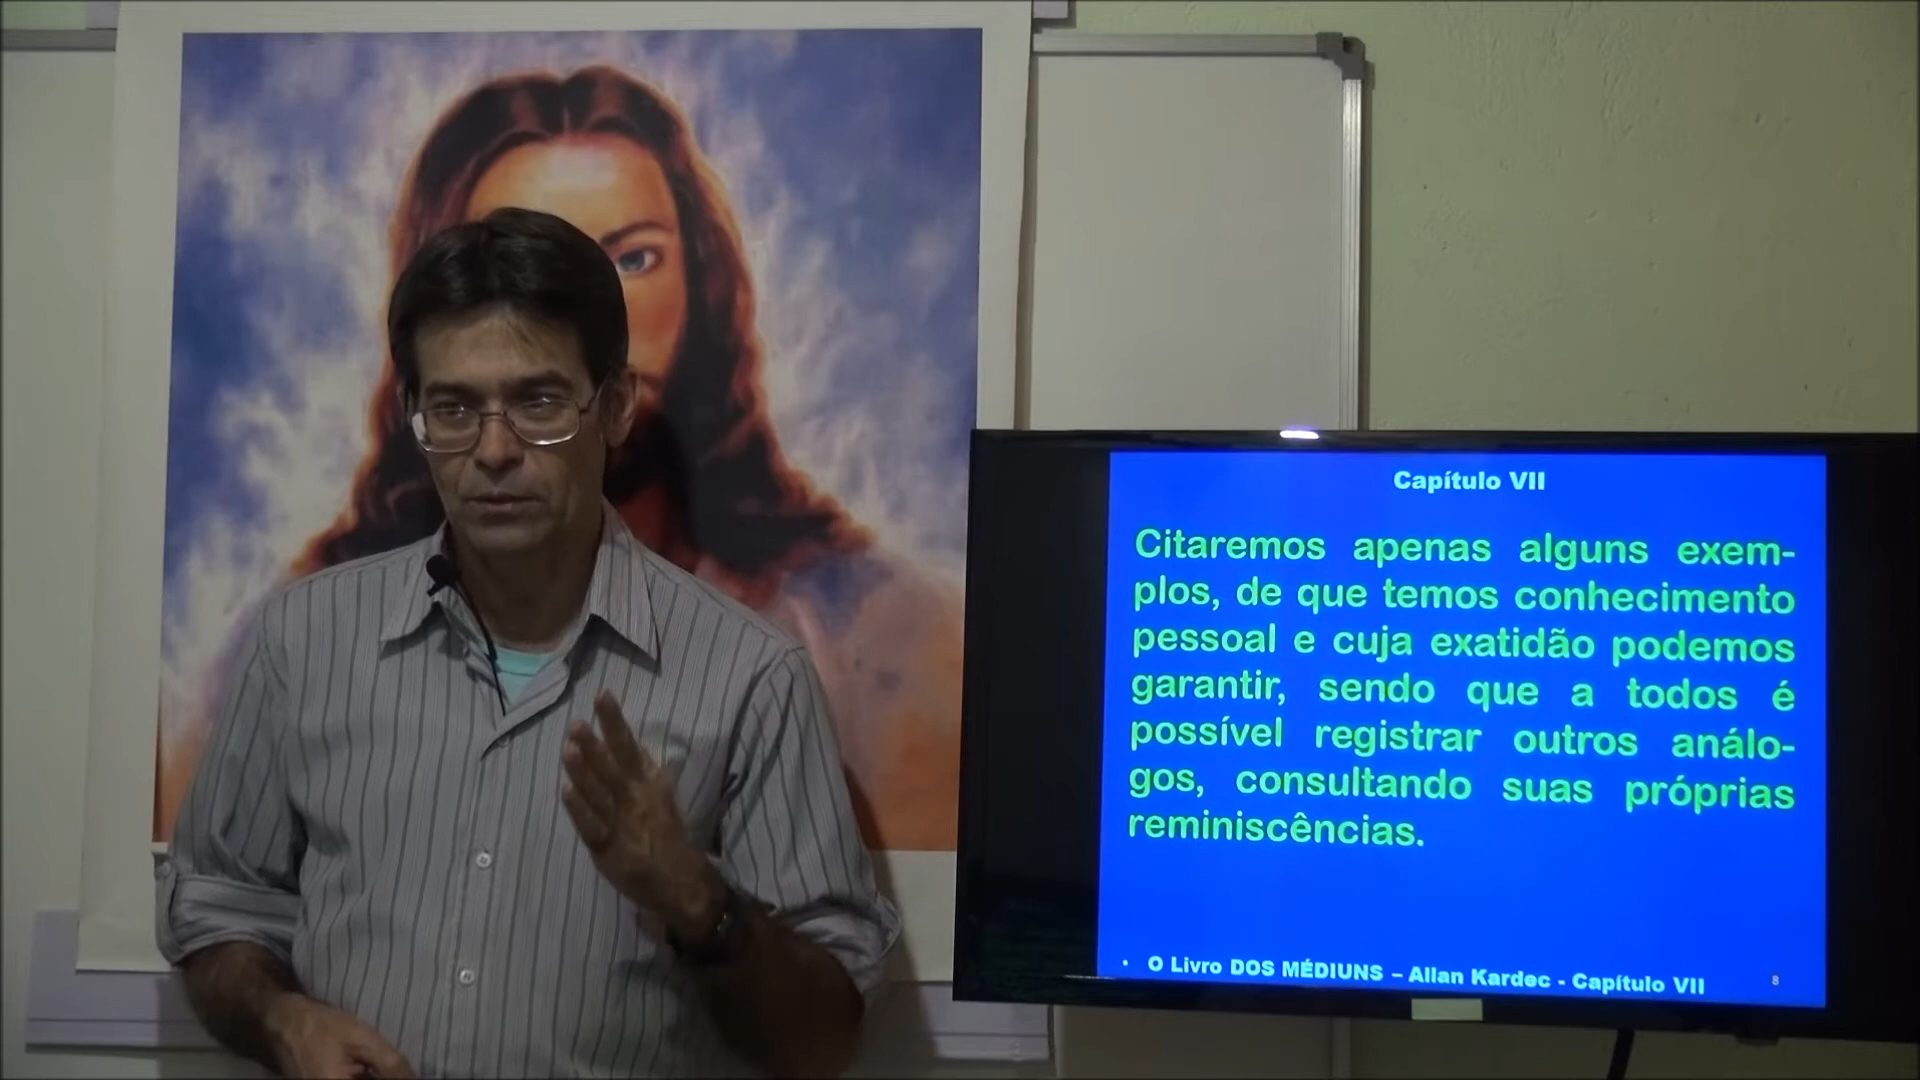 Capítulo VII
Citaremos apenas alguns exem-
plos, de que temos conhecimento
pessoal e cuja exatidão podemos
garantir, sendo que a todos é
possível registrar outros análo-
gos, consultando suas próprias
reminiscências.
• O Livro DOS MÉDIUNS – Allan Kardec - Capítulo VII
8